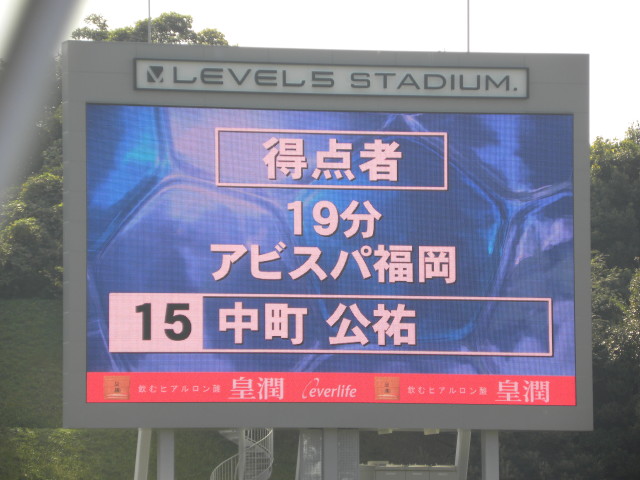 LEVEL5 STADIUM.
得点者
19分
アビスパ福岡
15 中町 公祐
飲むヒアルロン酸 皇潤 everlife 飲むヒアルロン酸 皇潤